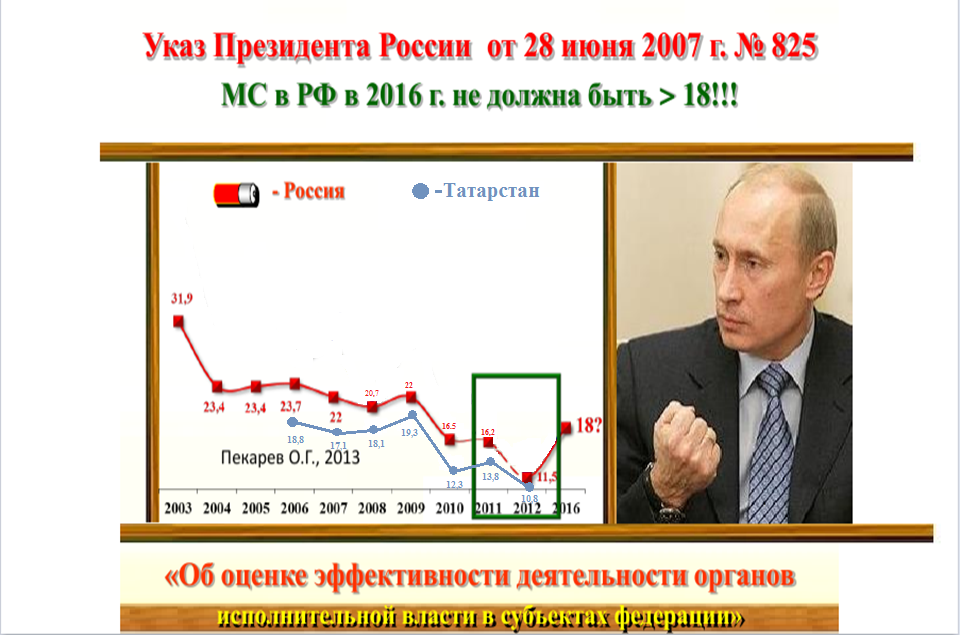 Указ Президента России от 28 июня 2007 г. № 825
МС в РФ в 2016 г. не должна быть > 18!!!
- Россия
-Татарстан
31,9
23,4
23,4
23,7
22
20,7
22
16.5
16,2
11,5
18?
18,8
17,1
18,1
19,3
12,3
13,8
10,8
Пекарев О.Г., 2013
2003 2004 2005 2006 2007 2008 2009 2010 2011 2012 2016
«Об оценке эффективности деятельности органов
исполнительной власти в субъектах федерации»